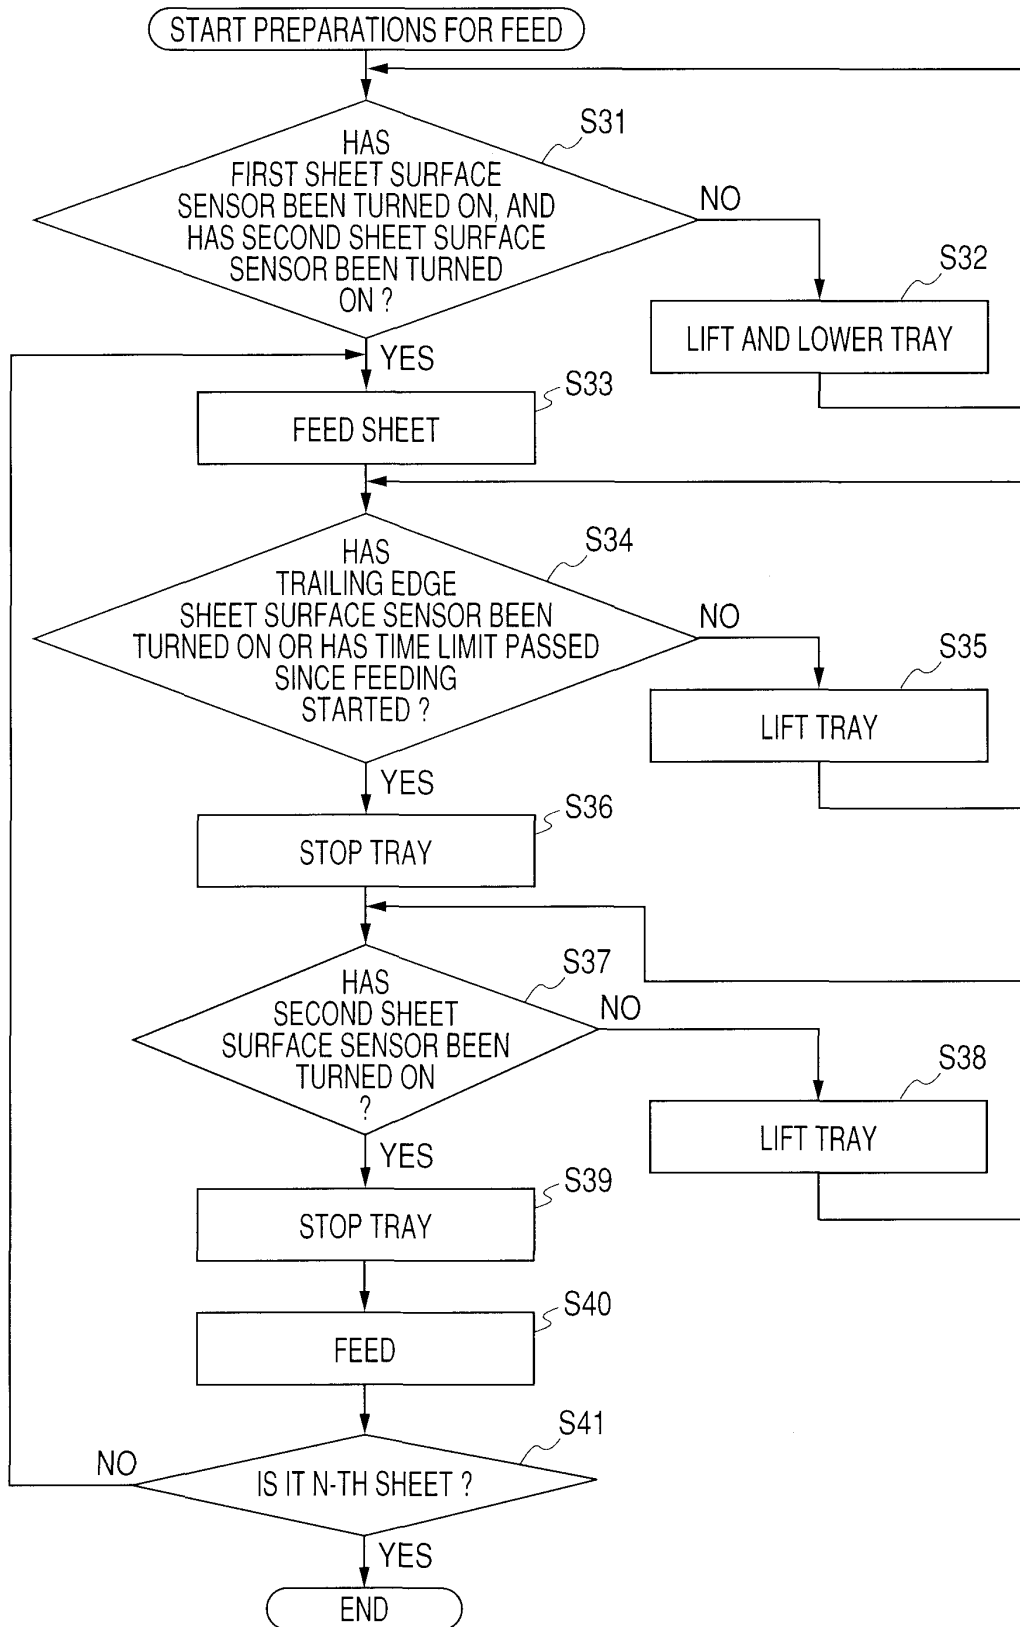 START PREPARATIONS FOR FEED
S31
HAS
FIRST SHEET SURFACE
SENSOR BEEN TURNED ON, AND
HAS SECOND SHEET SURFACE
SENSOR BEEN TURNED
ON ?
NO
S32
LIFT AND LOWER TRAY
YES
S33
FEED SHEET
S34
HAS
TRAILING EDGE
SHEET SURFACE SENSOR BEEN
TURNED ON OR HAS TIME LIMIT PASSED
SINCE FEEDING
STARTED ?
NO
S35
LIFT TRAY
YES
S36
STOP TRAY
S37
HAS
SECOND SHEET
SURFACE SENSOR BEEN
TURNED ON
?
NO
S38
LIFT TRAY
YES
S39
STOP TRAY
S40
FEED
S41
IS IT N-TH SHEET ?
NO
YES
END